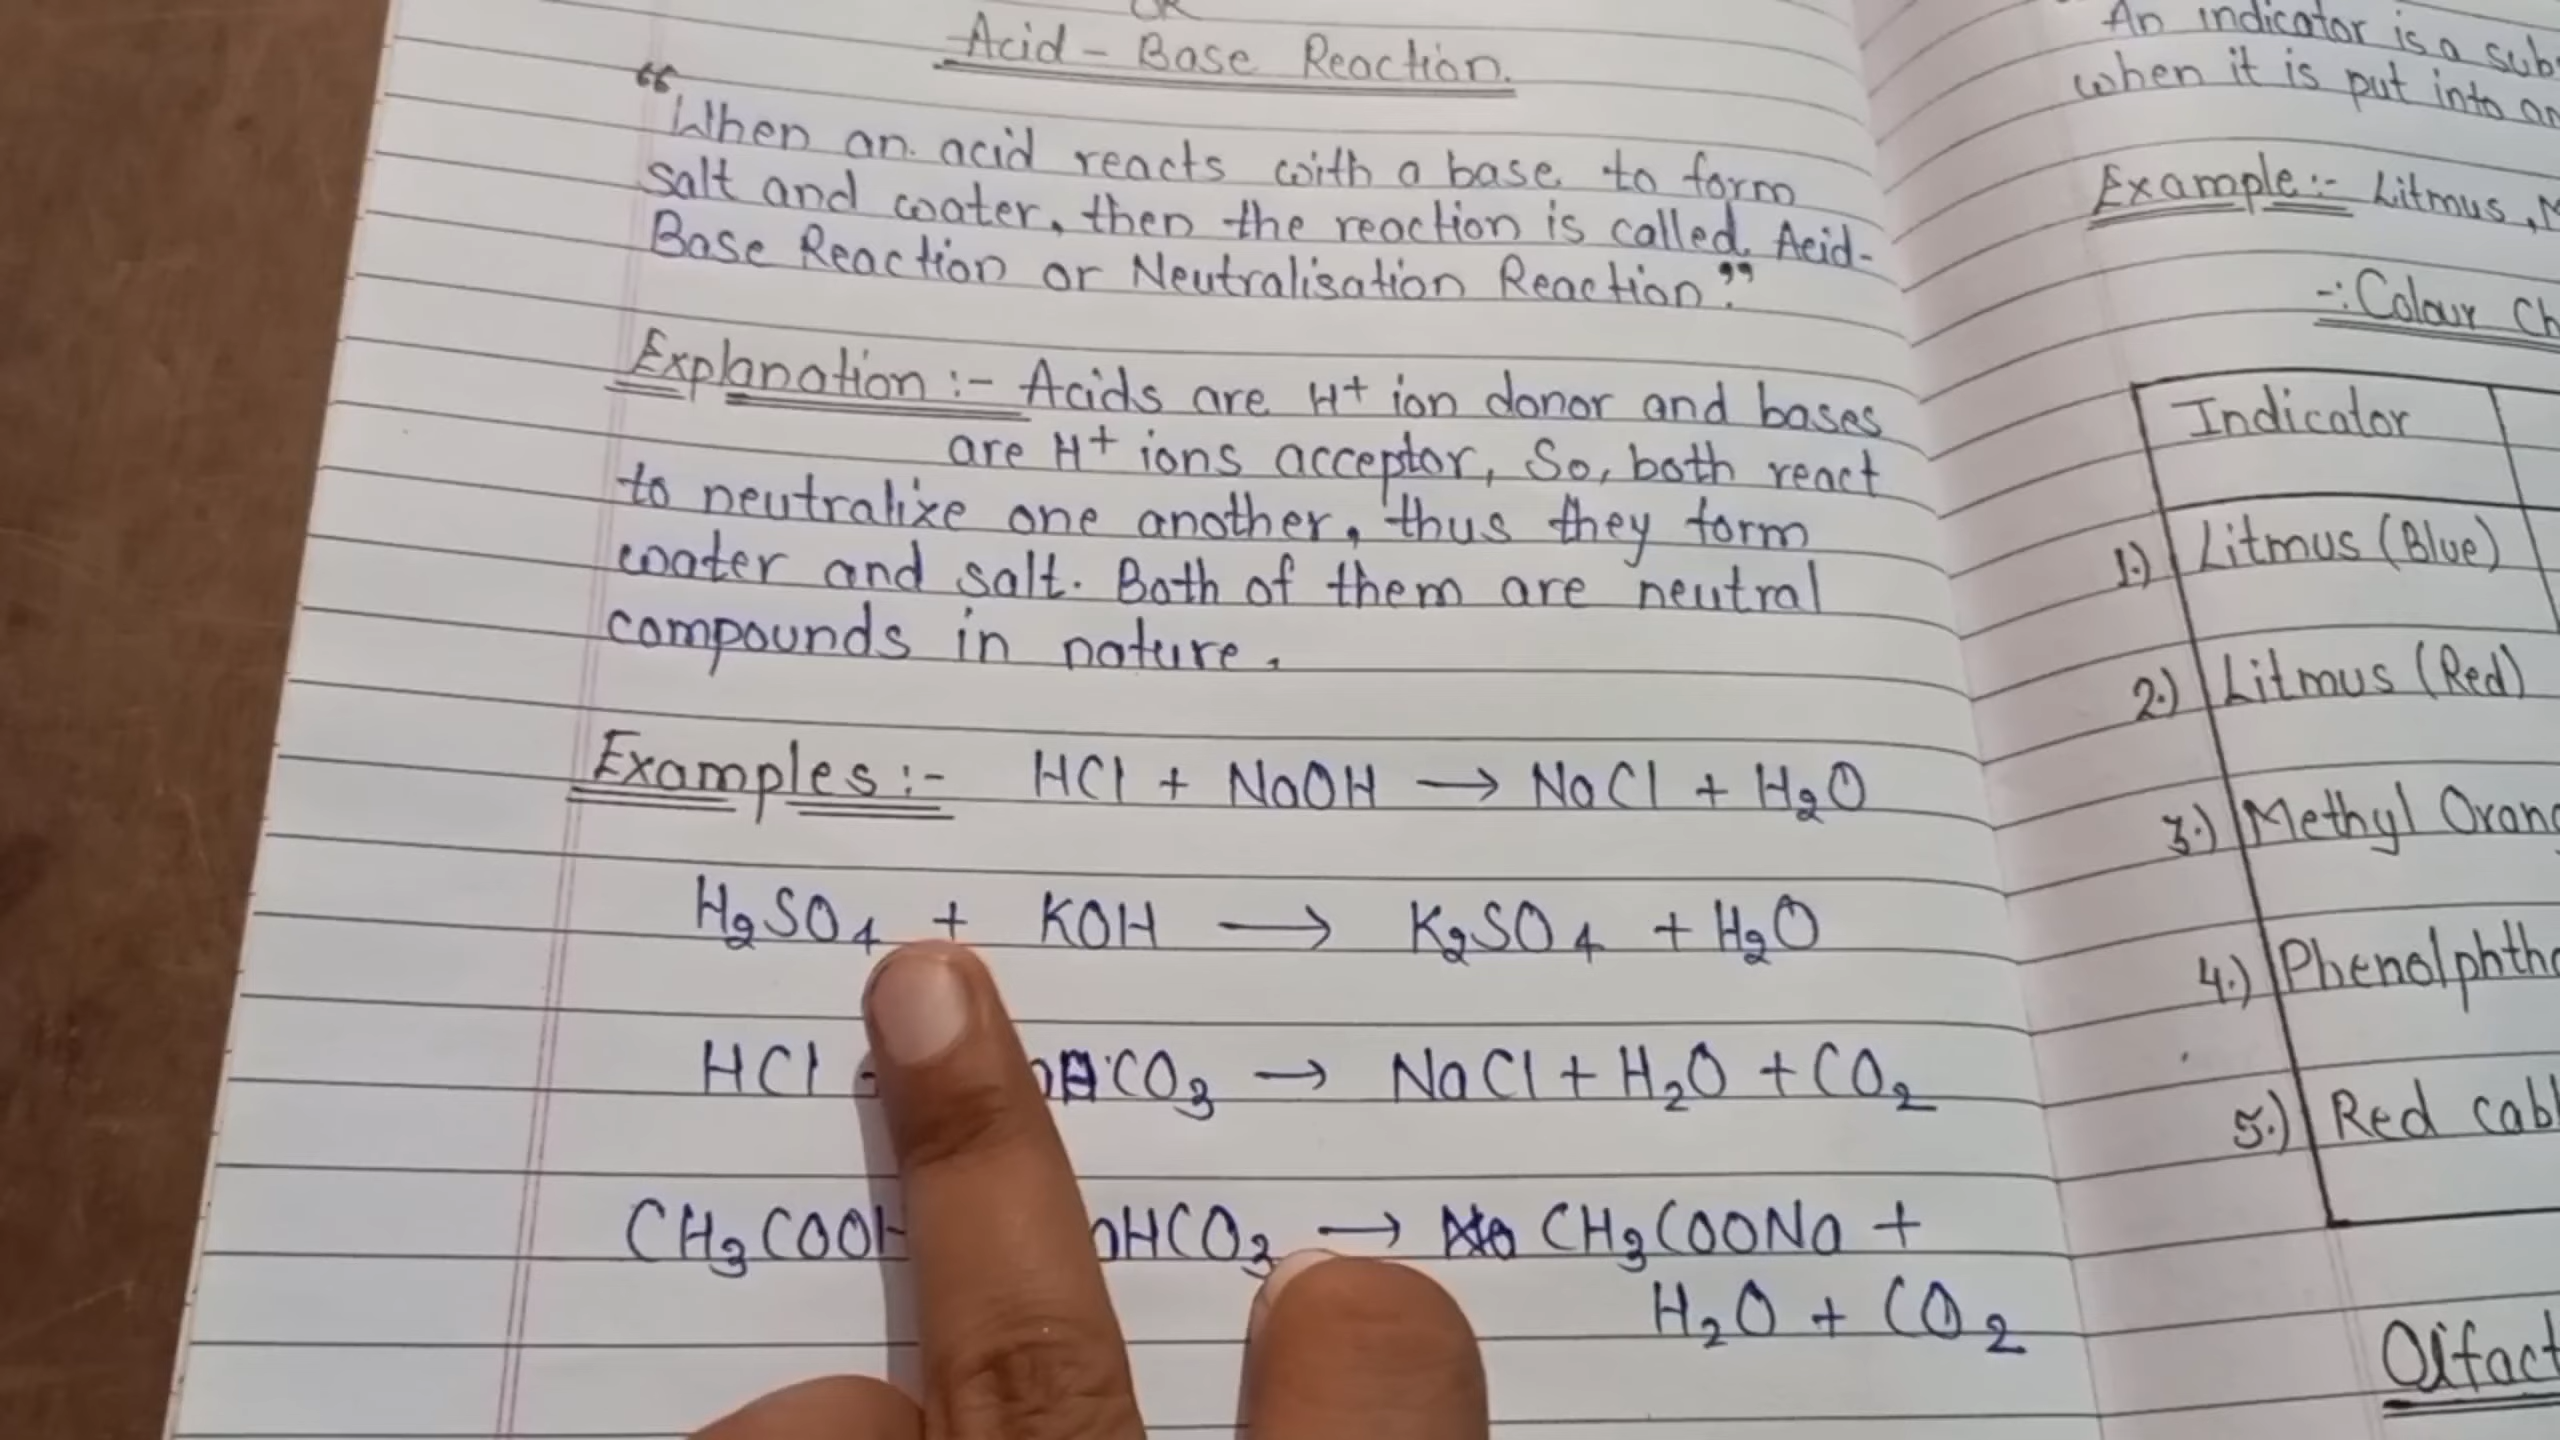 OR
Acid - Base Reaction.
"When an acid reacts with a base to form
salt and water, then the reaction is called Acid-
Base Reaction or Neutralisation Reaction."
Explanation :- Acids are H⁺ ion donor and bases
are H⁺ ions acceptor, So, both react
to neutralize one another, thus they form
water and salt. Both of them are neutral
compounds in nature.
Examples :- HCl + NaOH → NaCl + H₂O
H₂SO₄ + KOH → K₂SO₄ + H₂O
HCl CO₃ → NaCl + H₂O + CO₂
CH₃COO HCO₃ → CH₃COONa +
H₂O + CO₂
An indicator is a
when it is put into
Example :- Litmus,
-: Colour
Indicator
1.) Litmus (Blue)
2.) Litmus (Red)
3.) Methyl
4.)
5.) Red